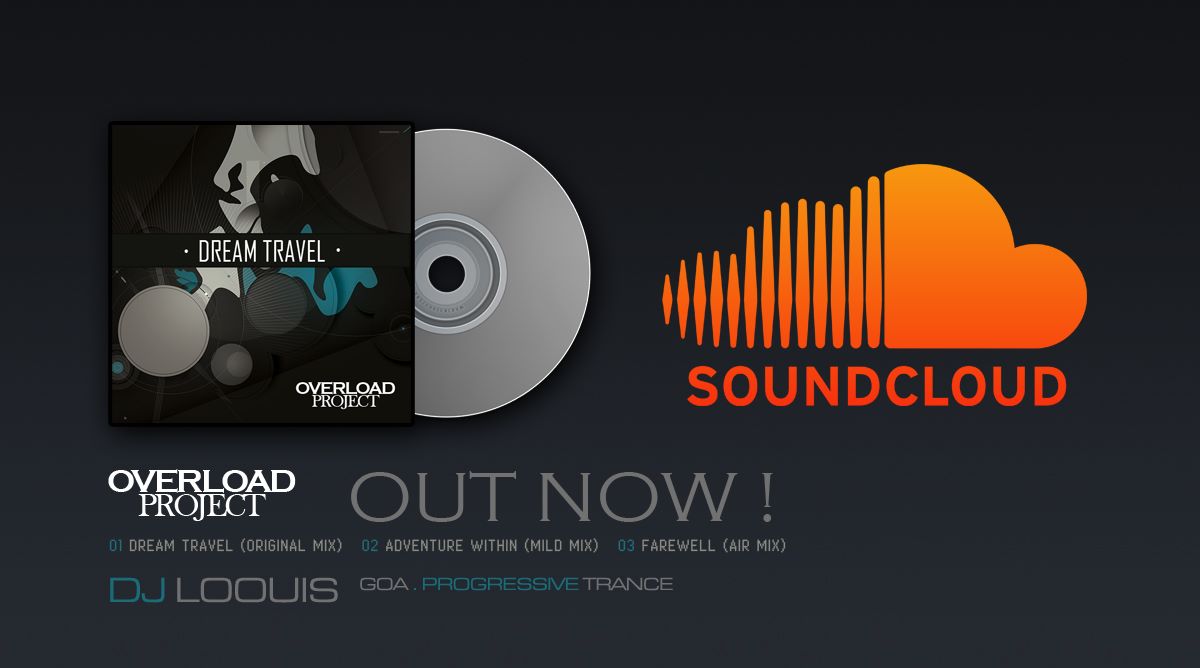 · DREAM TRAVEL ·
OVERLOAD
PROJECT
SOUNDCLOUD
OVERLOAD
PROJECT
OUT NOW !
01 DREAM TRAVEL (ORIGINAL MIX) 02 ADVENTURE WITHIN (MILD MIX) 03 FAREWELL (AIR MIX)
DJ LOOUIS
GOA . PROGRESSIVE TRANCE